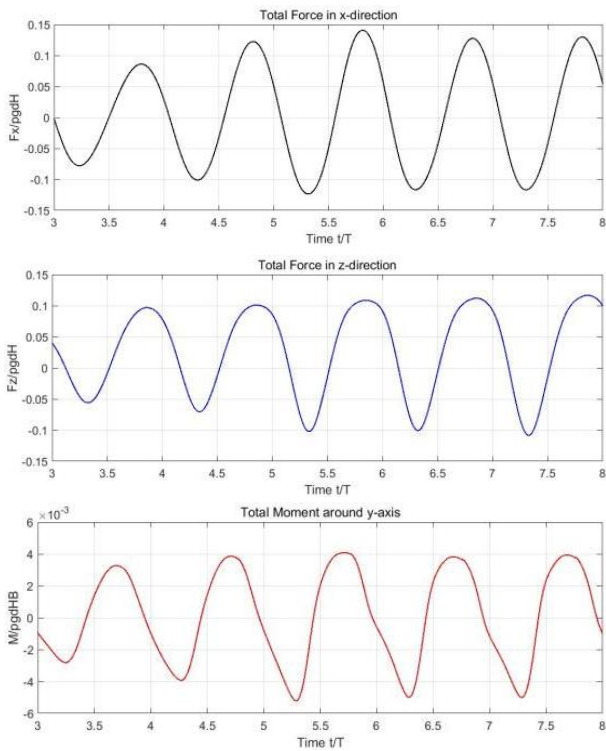 Total Force in x-direction
0.15
0.1
0.05
0
-0.05
-0.1
-0.15
Fx/pgdH
3 3.5 4 4.5 5 5.5 6 6.5 7 7.5 8
Time t/T
Total Force in z-direction
0.15
0.1
0.05
0
-0.05
-0.1
-0.15
Fz/pgdH
3 3.5 4 4.5 5 5.5 6 6.5 7 7.5 8
Time t/T
Total Moment around y-axis
×10⁻³
6
4
2
0
-2
-4
-6
M/pgdHB
3 3.5 4 4.5 5 5.5 6 6.5 7 7.5 8
Time t/T